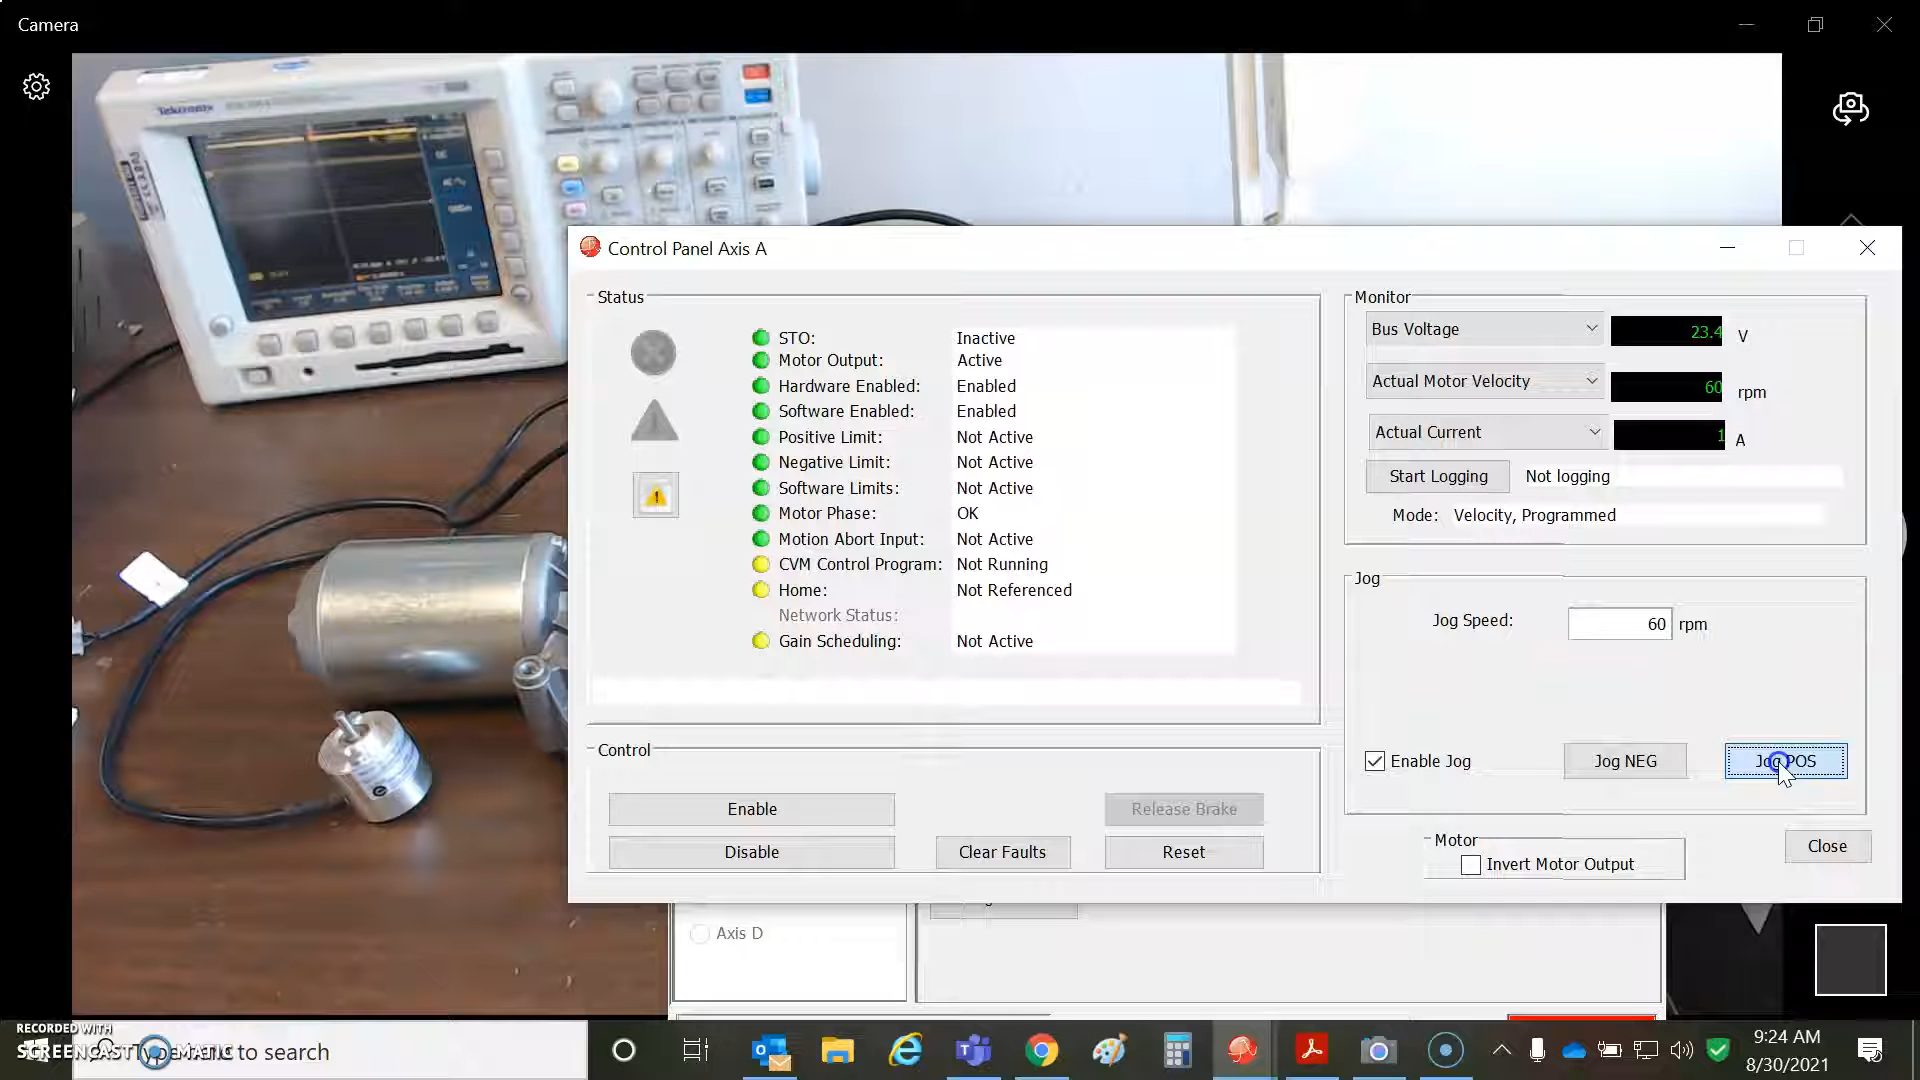 Camera
Tektronix
Control Panel Axis A
Status
STO: Inactive
Motor Output: Active
Hardware Enabled: Enabled
Software Enabled: Enabled
Positive Limit: Not Active
Negative Limit: Not Active
Software Limits: Not Active
Motor Phase: OK
Motion Abort Input: Not Active
CVM Control Program: Not Running
Home: Not Referenced
Network Status:
Gain Scheduling: Not Active
Control
Enable
Disable
Clear Faults
Release Brake
Reset
Monitor
Bus Voltage 23.4 V
Actual Motor Velocity 60 rpm
Actual Current 1 A
Start Logging Not logging
Mode: Velocity, Programmed
Jog
Jog Speed: 60 rpm
Enable Jog Jog NEG Jog POS
Motor
Invert Motor Output
Close
Axis D
RECORDED WITH
SCREENCAST MATIC
Type here to search
9:24 AM
8/30/2021